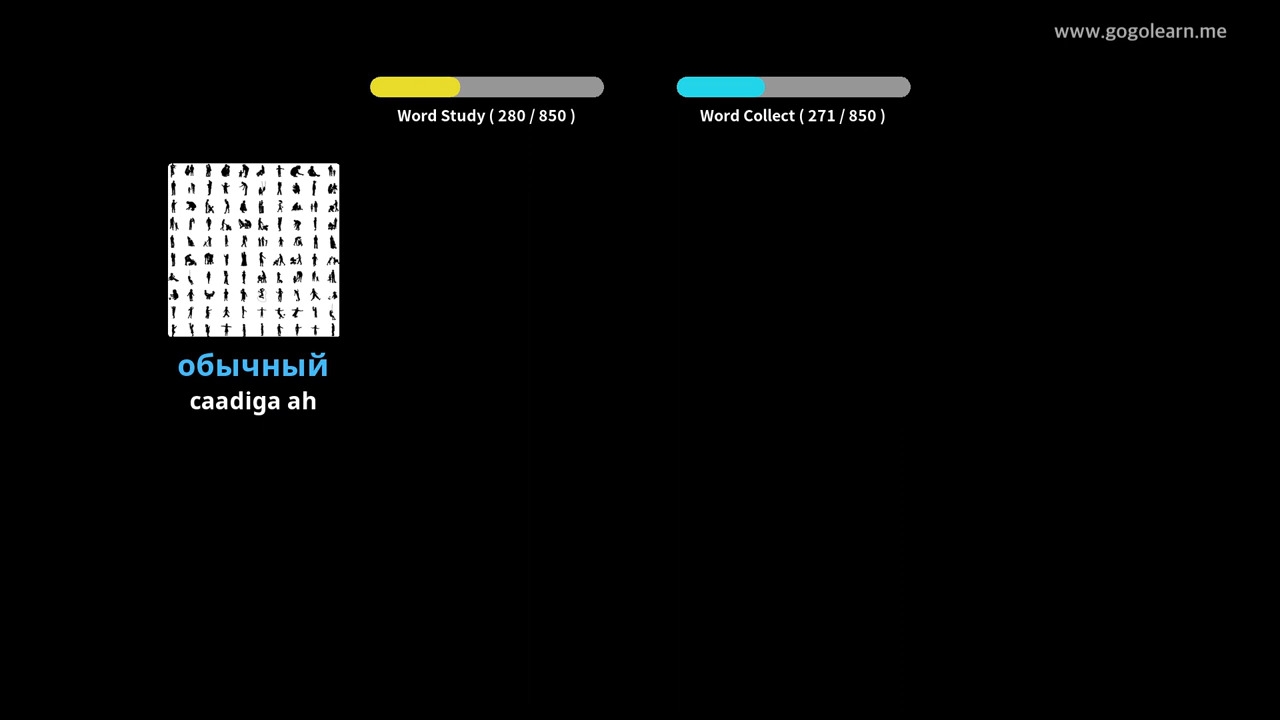 www.gogolearn.me
Word Study ( 280 / 850 )
Word Collect ( 271 / 850 )
обычный
caadiga ah